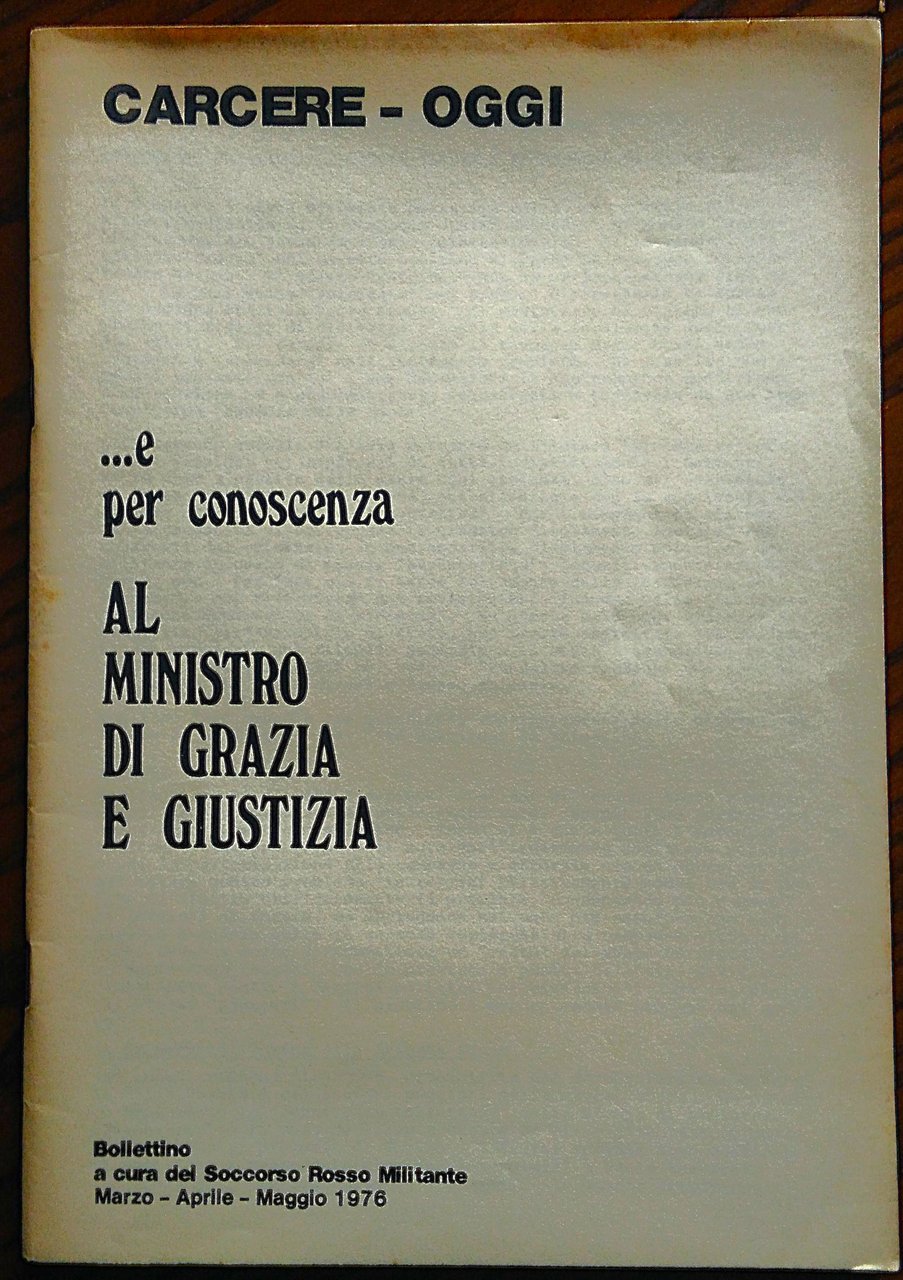 CARCERE - OGGI
...e
per conoscenza
AL
MINISTRO
DI GRAZIA
E GIUSTIZIA
Bollettino
a cura del Soccorso Rosso Militante
Marzo - Aprile - Maggio 1976